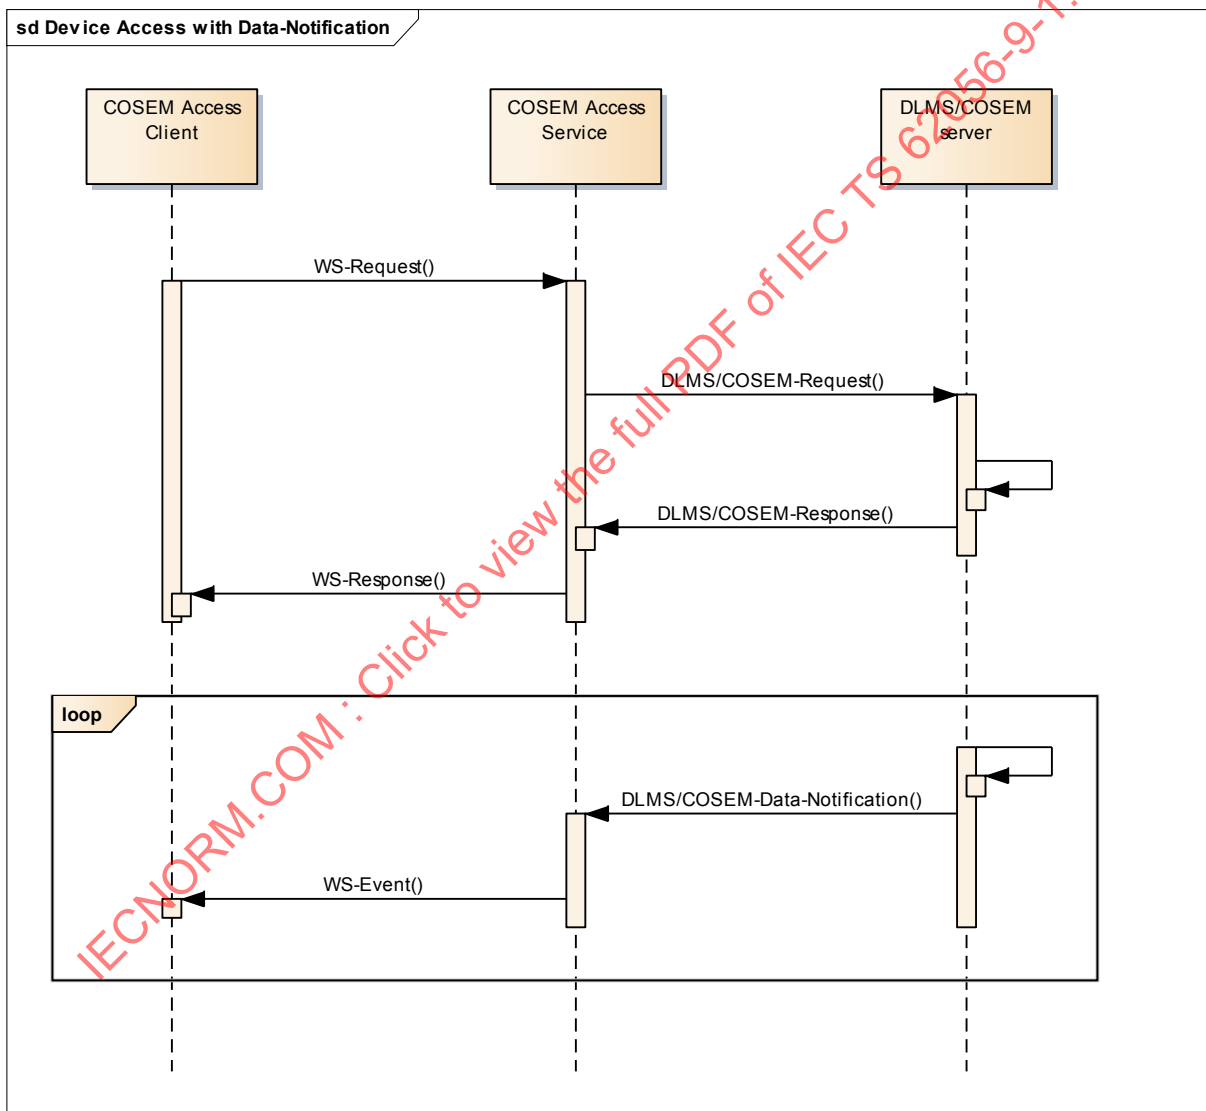 sd Device Access with Data-Notification
COSEM Access
Client
COSEM Access
Service
DLMS/COSEM
server
WS-Request()
DLMS/COSEM-Request()
DLMS/COSEM-Response()
WS-Response()
loop
DLMS/COSEM-Data-Notification()
WS-Event()
IECNORM.COM : Click to view the full PDF of IEC TS 62056-9-1: